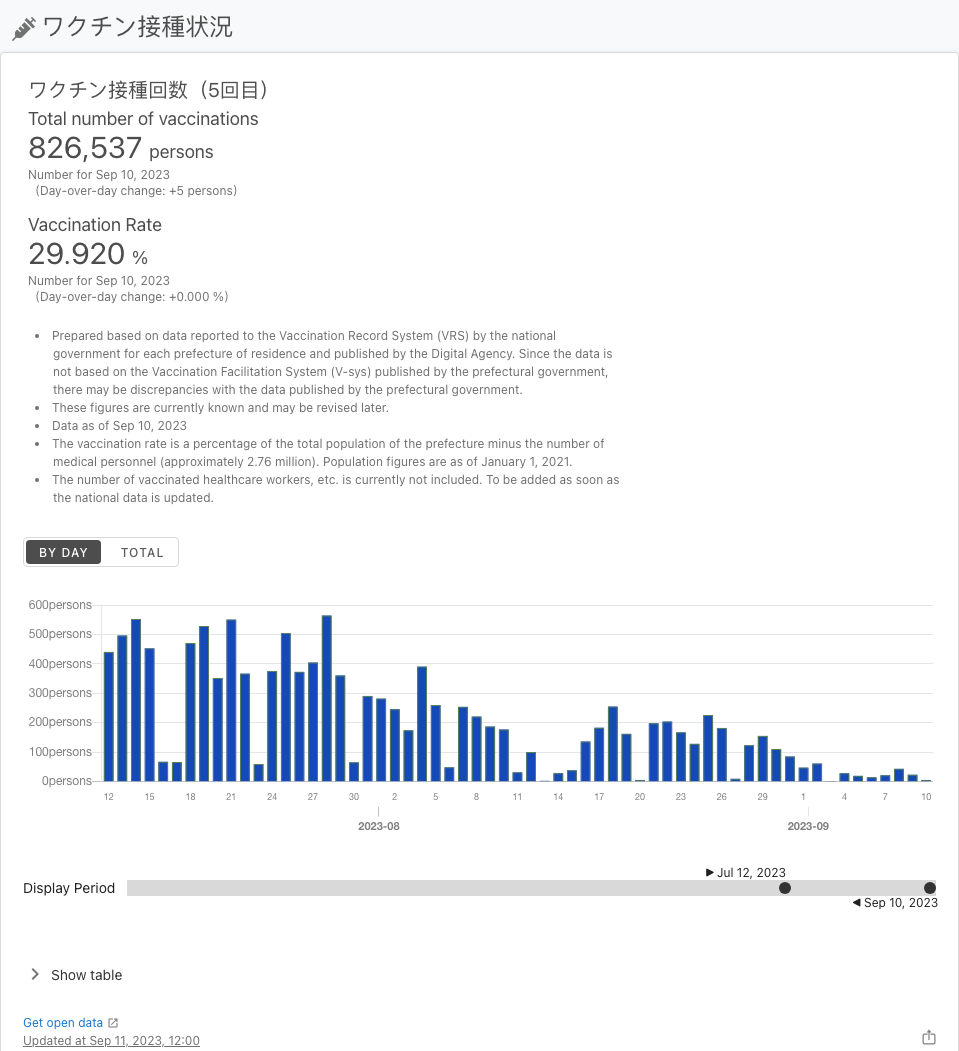 ワクチン接種状況
ワクチン接種回数（5回目）
Total number of vaccinations
826,537 persons
Number for Sep 10, 2023
(Day-over-day change: +5 persons)
Vaccination Rate
29.920 %
Number for Sep 10, 2023
(Day-over-day change: +0.000 %)
• Prepared based on data reported to the Vaccination Record System (VRS) by the national
government for each prefecture of residence and published by the Digital Agency. Since the data is
not based on the Vaccination Facilitation System (V-sys) published by the prefectural government,
there may be discrepancies with the data published by the prefectural government.
• These figures are currently known and may be revised later.
• Data as of Sep 10, 2023
• The vaccination rate is a percentage of the total population of the prefecture minus the number of
medical personnel (approximately 2.76 million). Population figures are as of January 1, 2021.
• The number of vaccinated healthcare workers, etc. is currently not included. To be added as soon as
the national data is updated.
BY DAY TOTAL
600persons
500persons
400persons
300persons
200persons
100persons
0persons
12 15 18 21 24 27 30 2 5 8 11 14 17 20 23 26 29 1 4 7 10
2023-08 2023-09
▶ Jul 12, 2023
Display Period
◀ Sep 10, 2023
Show table
Get open data
Updated at Sep 11, 2023, 12:00